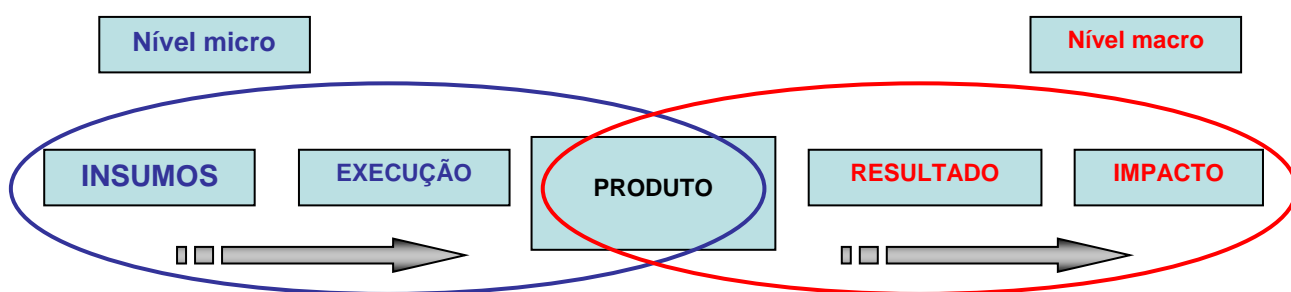 Nível micro
Nível macro
INSUMOS
EXECUÇÃO
PRODUTO
RESULTADO
IMPACTO